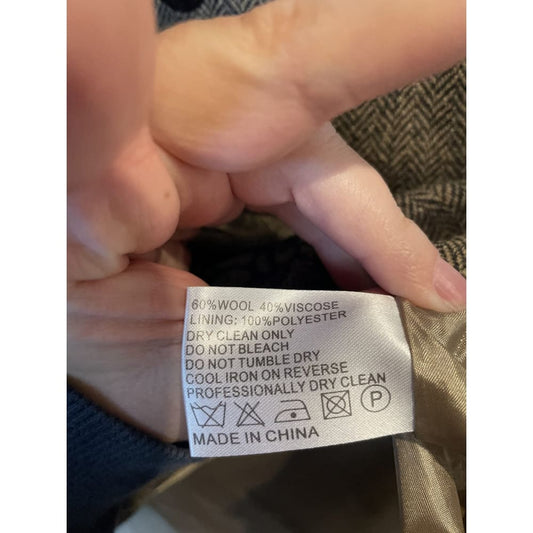 60%WOOL 40%VISCOSE
LINING: 100%POLYESTER
DRY CLEAN ONLY
DO NOT BLEACH
DO NOT TUMBLE DRY
COOL IRON ON REVERSE
PROFESSIONALLY DRY CLEAN
P
MADE IN CHINA